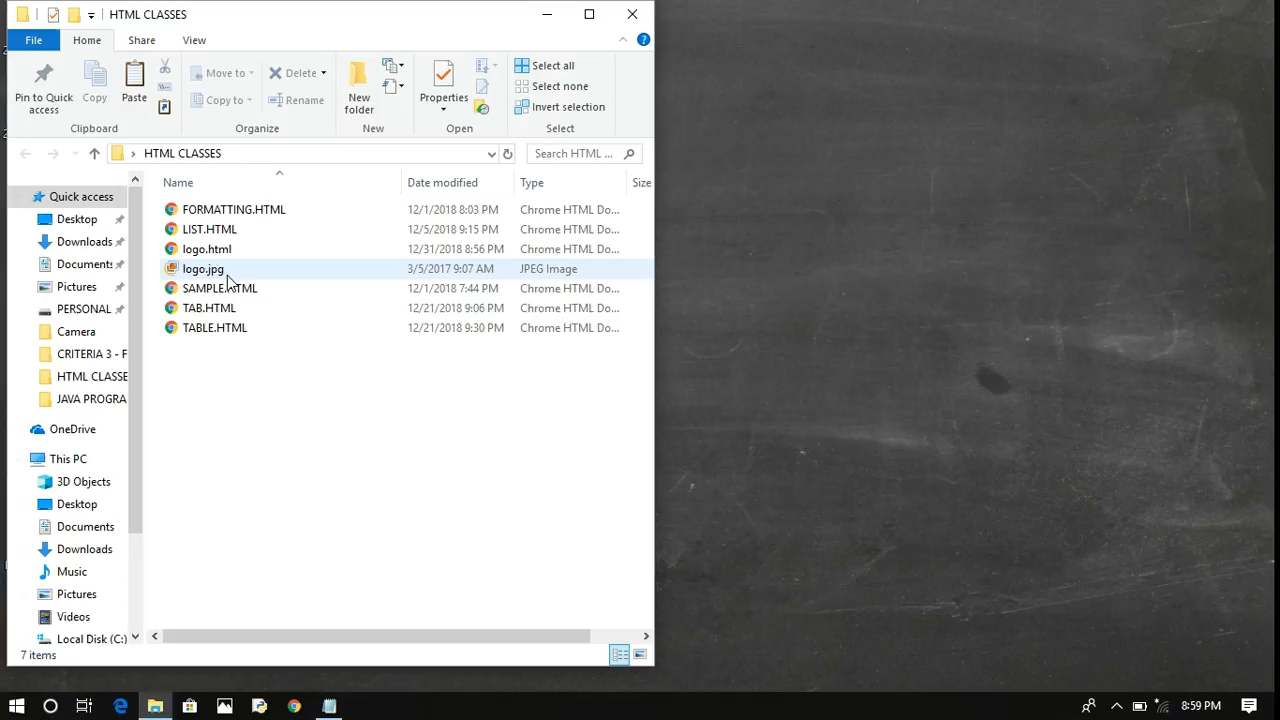 HTML CLASSES
File Home Share View
Pin to Quick access
Copy
Paste
Move to
Copy to
Delete
Rename
New folder
Properties
Select all
Select none
Invert selection
Clipboard Organize New Open Select
HTML CLASSES
Search HTML ...
Name Date modified Type Size
Quick access
Desktop
Downloads
Documents
Pictures
PERSONAL
Camera
CRITERIA 3 - F
HTML CLASSE
JAVA PROGRA
OneDrive
This PC
3D Objects
Desktop
Documents
Downloads
Music
Pictures
Videos
Local Disk (C:)
FORMATTING.HTML 12/1/2018 8:03 PM Chrome HTML Do...
LIST.HTML 12/5/2018 9:15 PM Chrome HTML Do...
logo.html 12/31/2018 8:56 PM Chrome HTML Do...
logo.jpg 3/5/2017 9:07 AM JPEG Image
SAMPLE.HTML 12/1/2018 7:44 PM Chrome HTML Do...
TAB.HTML 12/21/2018 9:06 PM Chrome HTML Do...
TABLE.HTML 12/21/2018 9:30 PM Chrome HTML Do...
7 items
8:59 PM